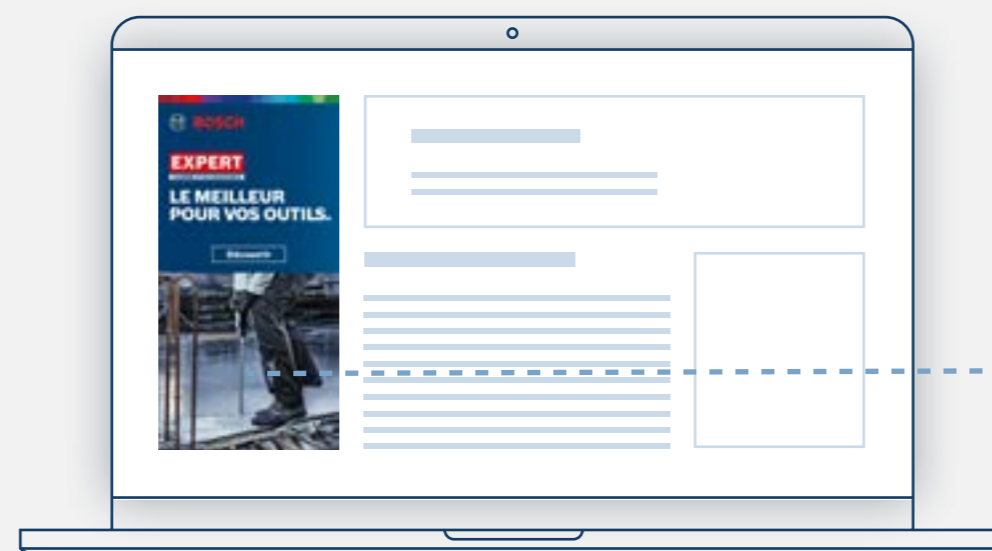 BOSCH
EXPERT
LE MEILLEUR
POUR VOS OUTILS.
Découvrir